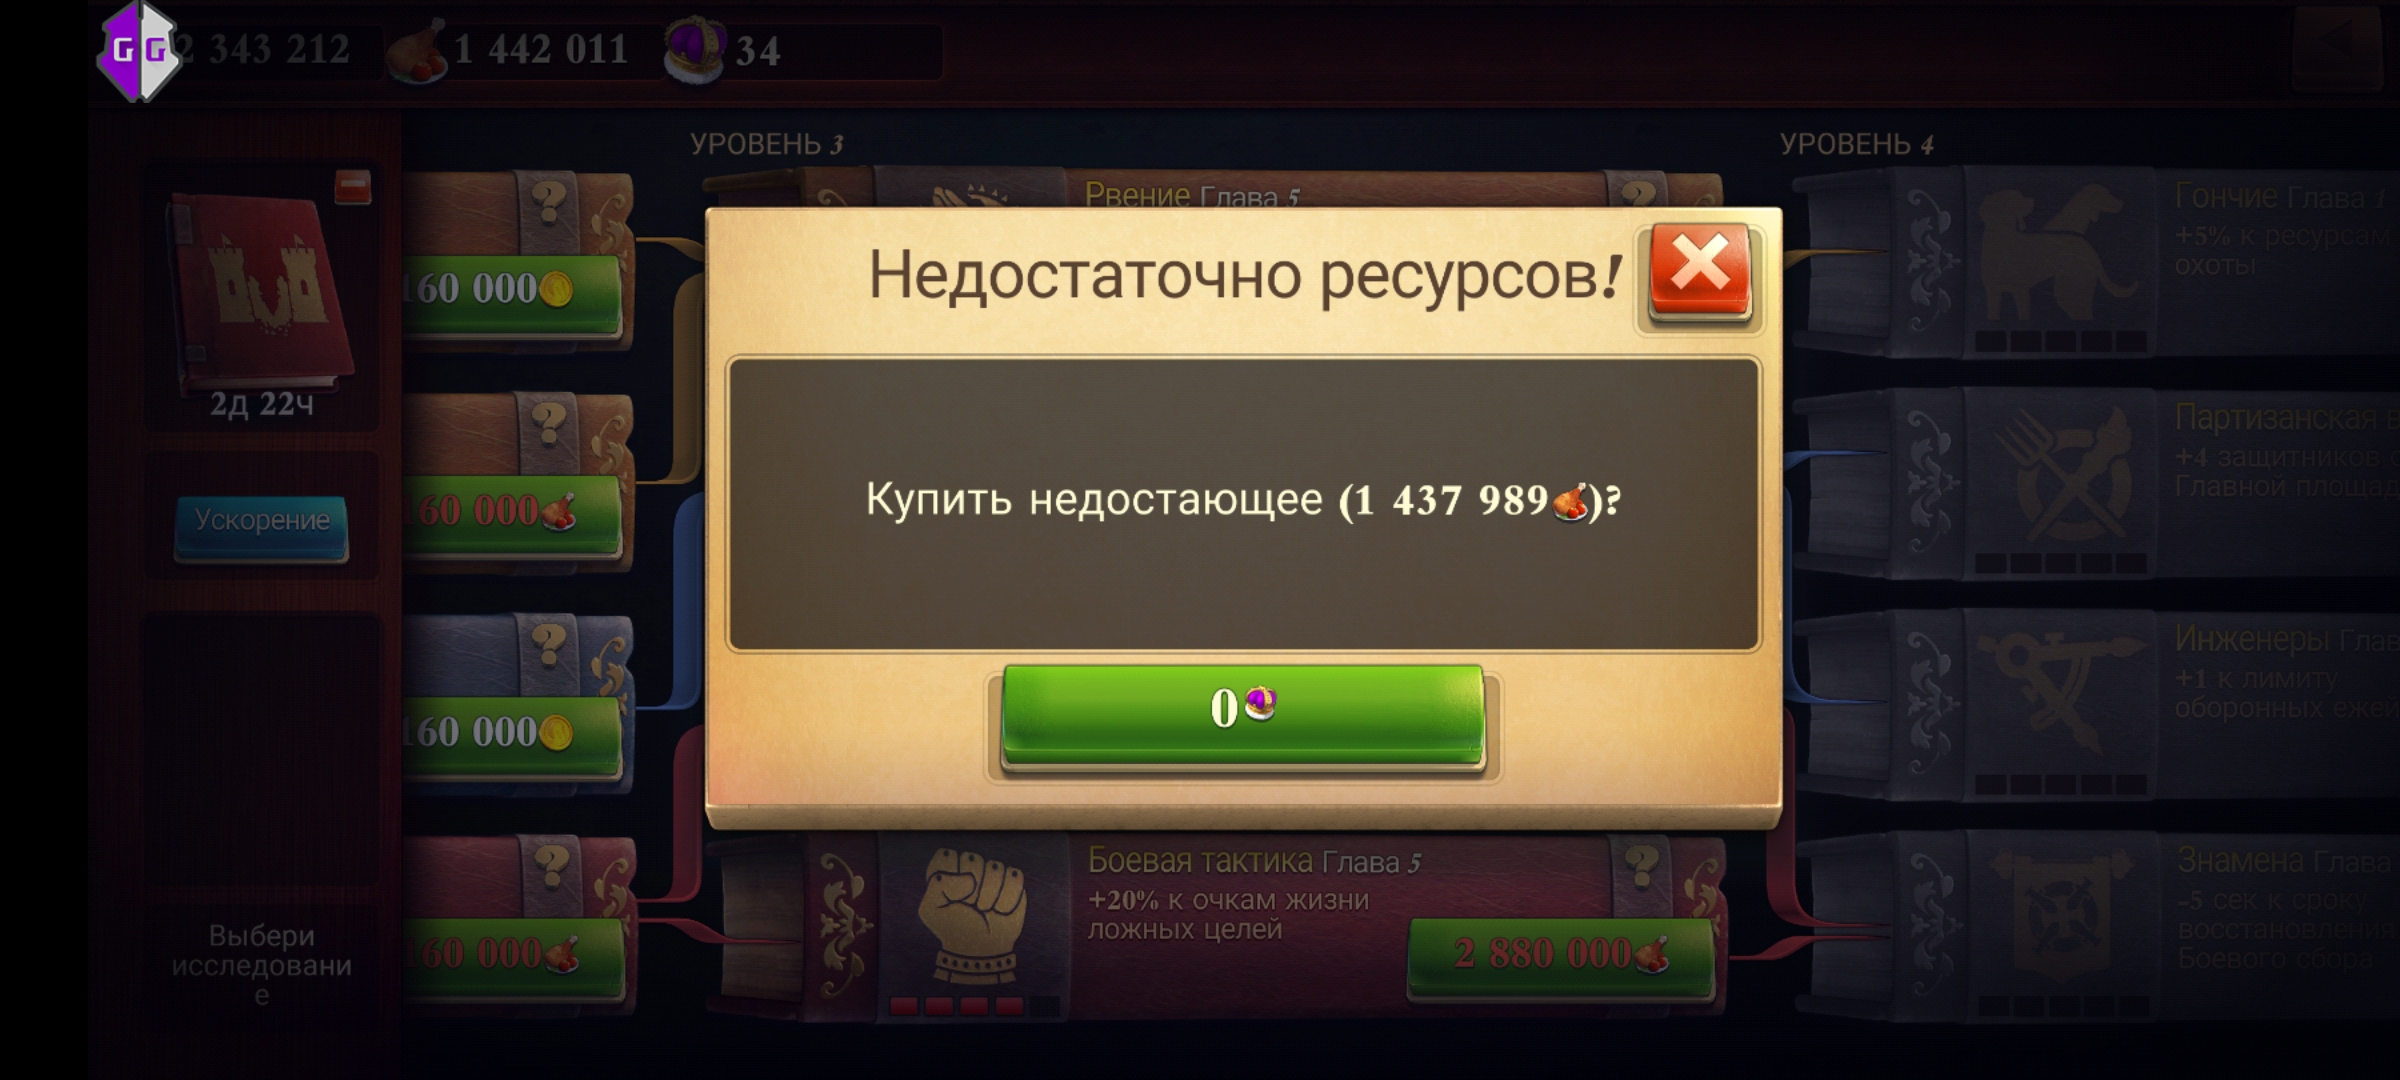 GG
2 343 212
1 442 011
34
УРОВЕНЬ 3
УРОВЕНЬ 4
Рвение Глава 5
Недостаточно ресурсов!
Купить недостающее (1 437 989)?
0
2д 22ч
Ускорение
Выбери
исследовани
е
160 000
160 000
160 000
160 000
Боевая тактика Глава 5
+20% к очкам жизни
ложных целей
2 880 000
Гончие Глава 1
+5% к ресурсам
охоты
Партизанская
+4 защитников
Главной площад
Инженеры Глав
+1 к лимиту
оборонных ежей
Знамена Глава
-5 сек к сроку
восстановления
Боевого сбора